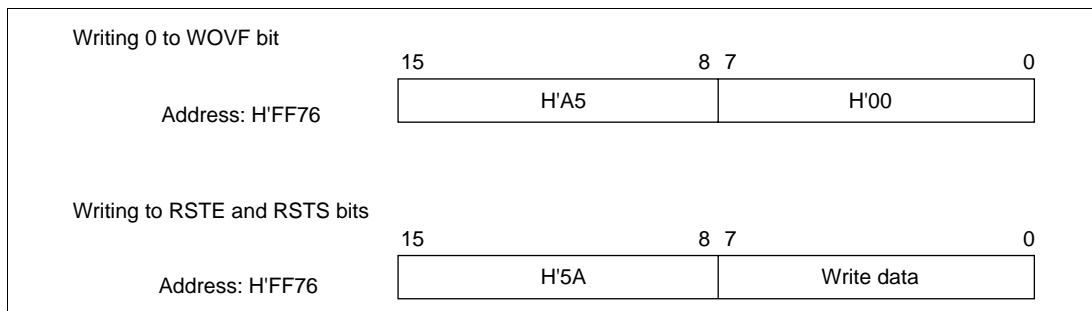 Writing 0 to WOVF bit
15 8 7 0
Address: H'FF76 H'A5 H'00
Writing to RSTE and RSTS bits
15 8 7 0
Address: H'FF76 H'5A Write data